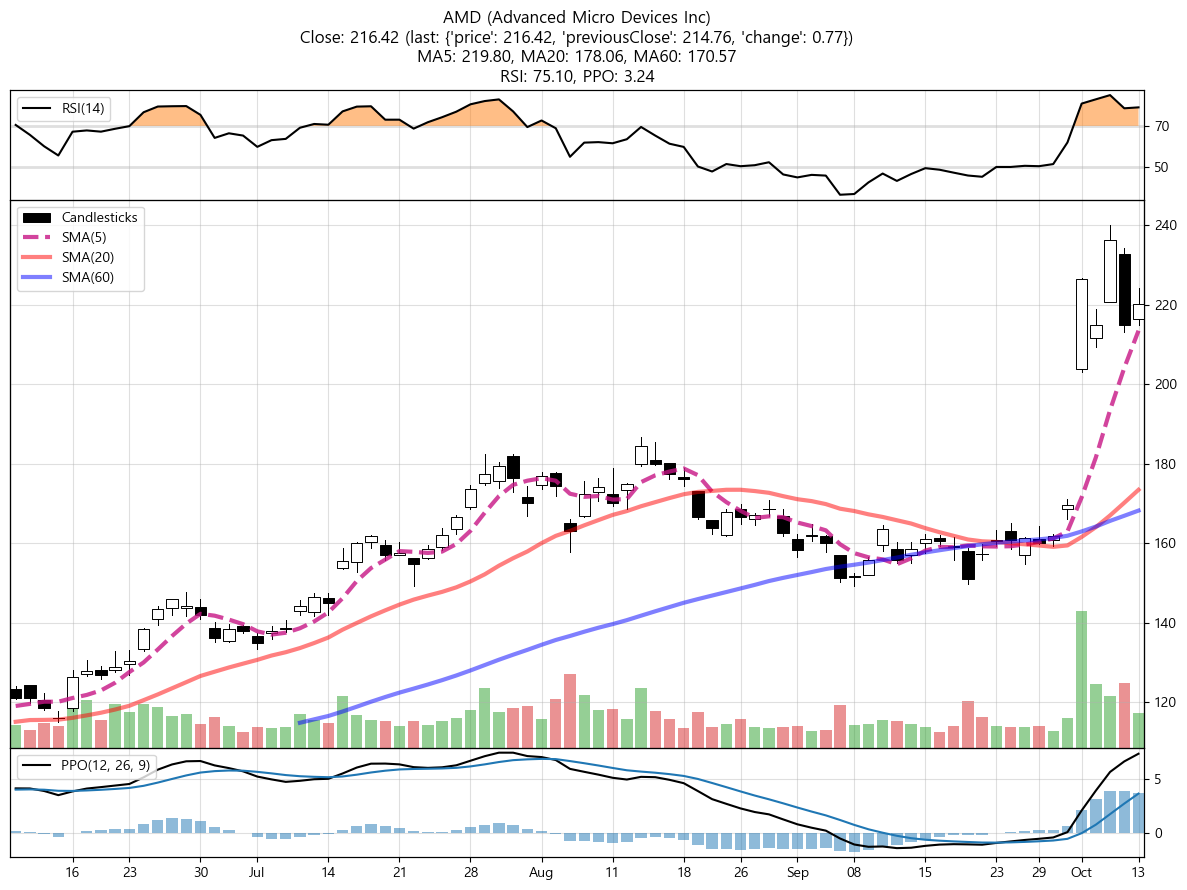 AMD (Advanced Micro Devices Inc)
Close: 216.42 (last: {'price': 216.42, 'previousClose': 214.76, 'change': 0.77})
MA5: 219.80, MA20: 178.06, MA60: 170.57
RSI: 75.10, PPO: 3.24
RSI(14)
70
50
Candlesticks
SMA(5)
SMA(20)
SMA(60)
240
220
200
180
160
140
120
PPO(12, 26, 9)
5
0
16 23 30 Jul 14 21 28 Aug 11 18 26 Sep 08 15 23 29 Oct 13